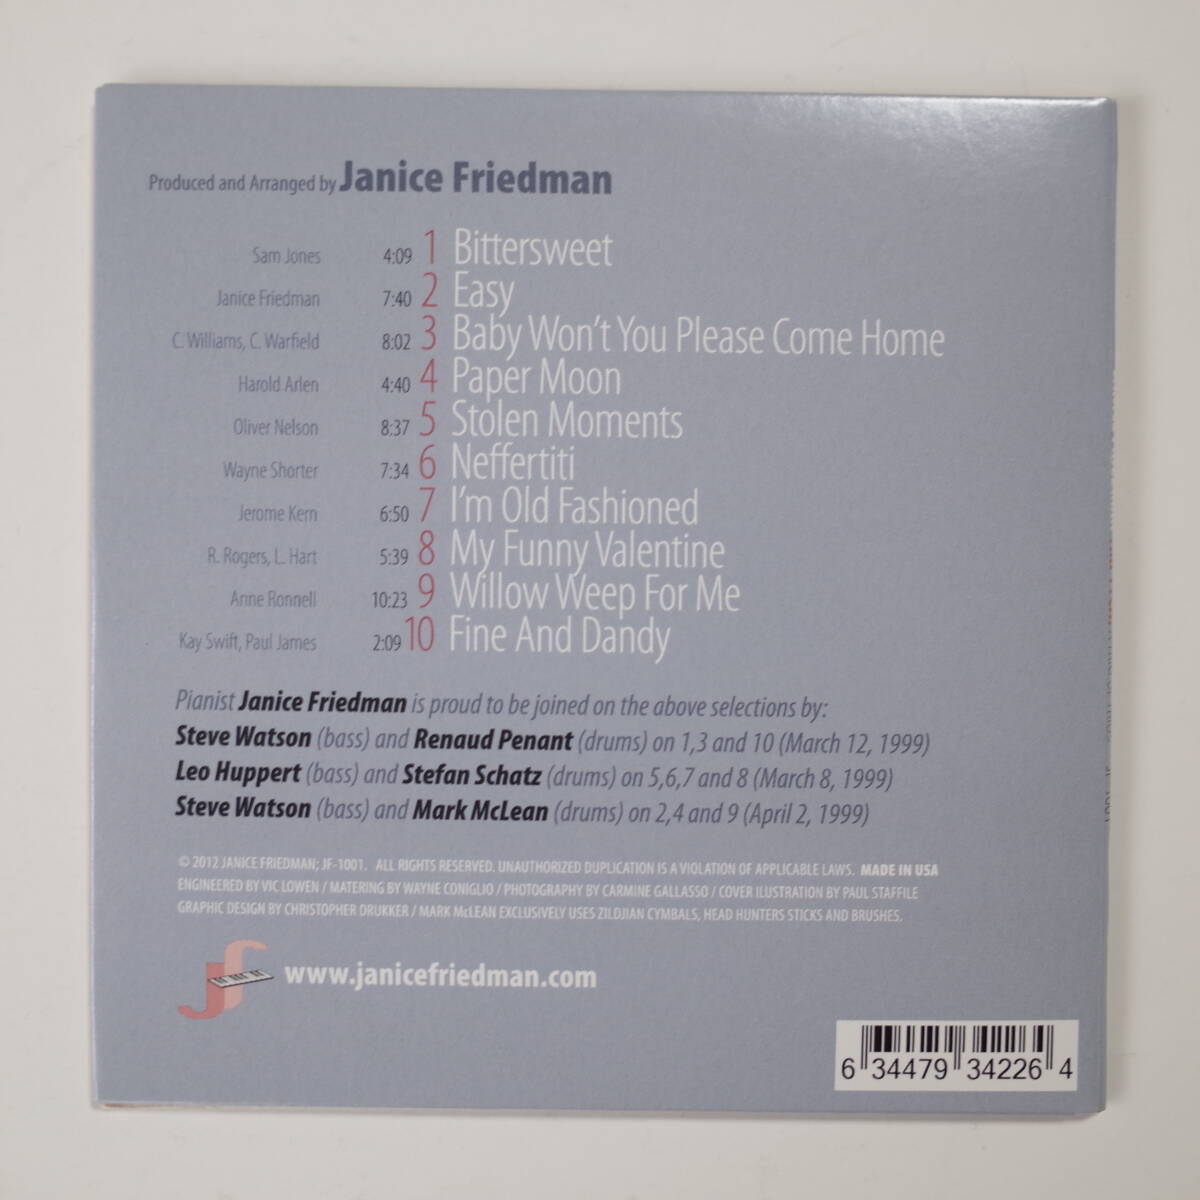 Produced and Arranged by Janice Friedman
Sam Jones 4:09 1 Bittersweet
Janice Friedman 7:40 2 Easy
C. Williams, C. Warfield 8:02 3 Baby Won't You Please Come Home
Harold Arlen 4:40 4 Paper Moon
Oliver Nelson 8:37 5 Stolen Moments
Wayne Shorter 7:34 6 Neffertiti
Jerome Kern 6:50 7 I'm Old Fashioned
R. Rogers, L. Hart 5:39 8 My Funny Valentine
Anne Ronnell 10:23 9 Willow Weep For Me
Kay Swift, Paul James 2:09 10 Fine And Dandy
Pianist Janice Friedman is proud to be joined on the above selections by:
Steve Watson (bass) and Renaud Penant (drums) on 1,3 and 10 (March 12, 1999)
Leo Huppert (bass) and Stefan Schatz (drums) on 5,6,7 and 8 (March 8, 1999)
Steve Watson (bass) and Mark McLean (drums) on 2,4 and 9 (April 2, 1999)
© 2012 JANICE FRIEDMAN; JF-1001. ALL RIGHTS RESERVED. UNAUTHORIZED DUPLICATION IS A VIOLATION OF APPLICABLE LAWS. MADE IN USA
ENGINEERED BY VIC LOWEN / MATERING BY WAYNE CONIGLIO / PHOTOGRAPHY BY CARMINE GALLASSO / COVER ILUSTRATION BY PAUL STAFFILE
GRAPHIC DESIGN BY CHRISTOPHER DRUKKER / MARK McLEAN EXCLUSIVELY USES ZILDJIAN CYMBALS, HEAD HUNTERS STICKS AND BRUSHES.
JF www.janicefriedman.com
6 34479 34226 4